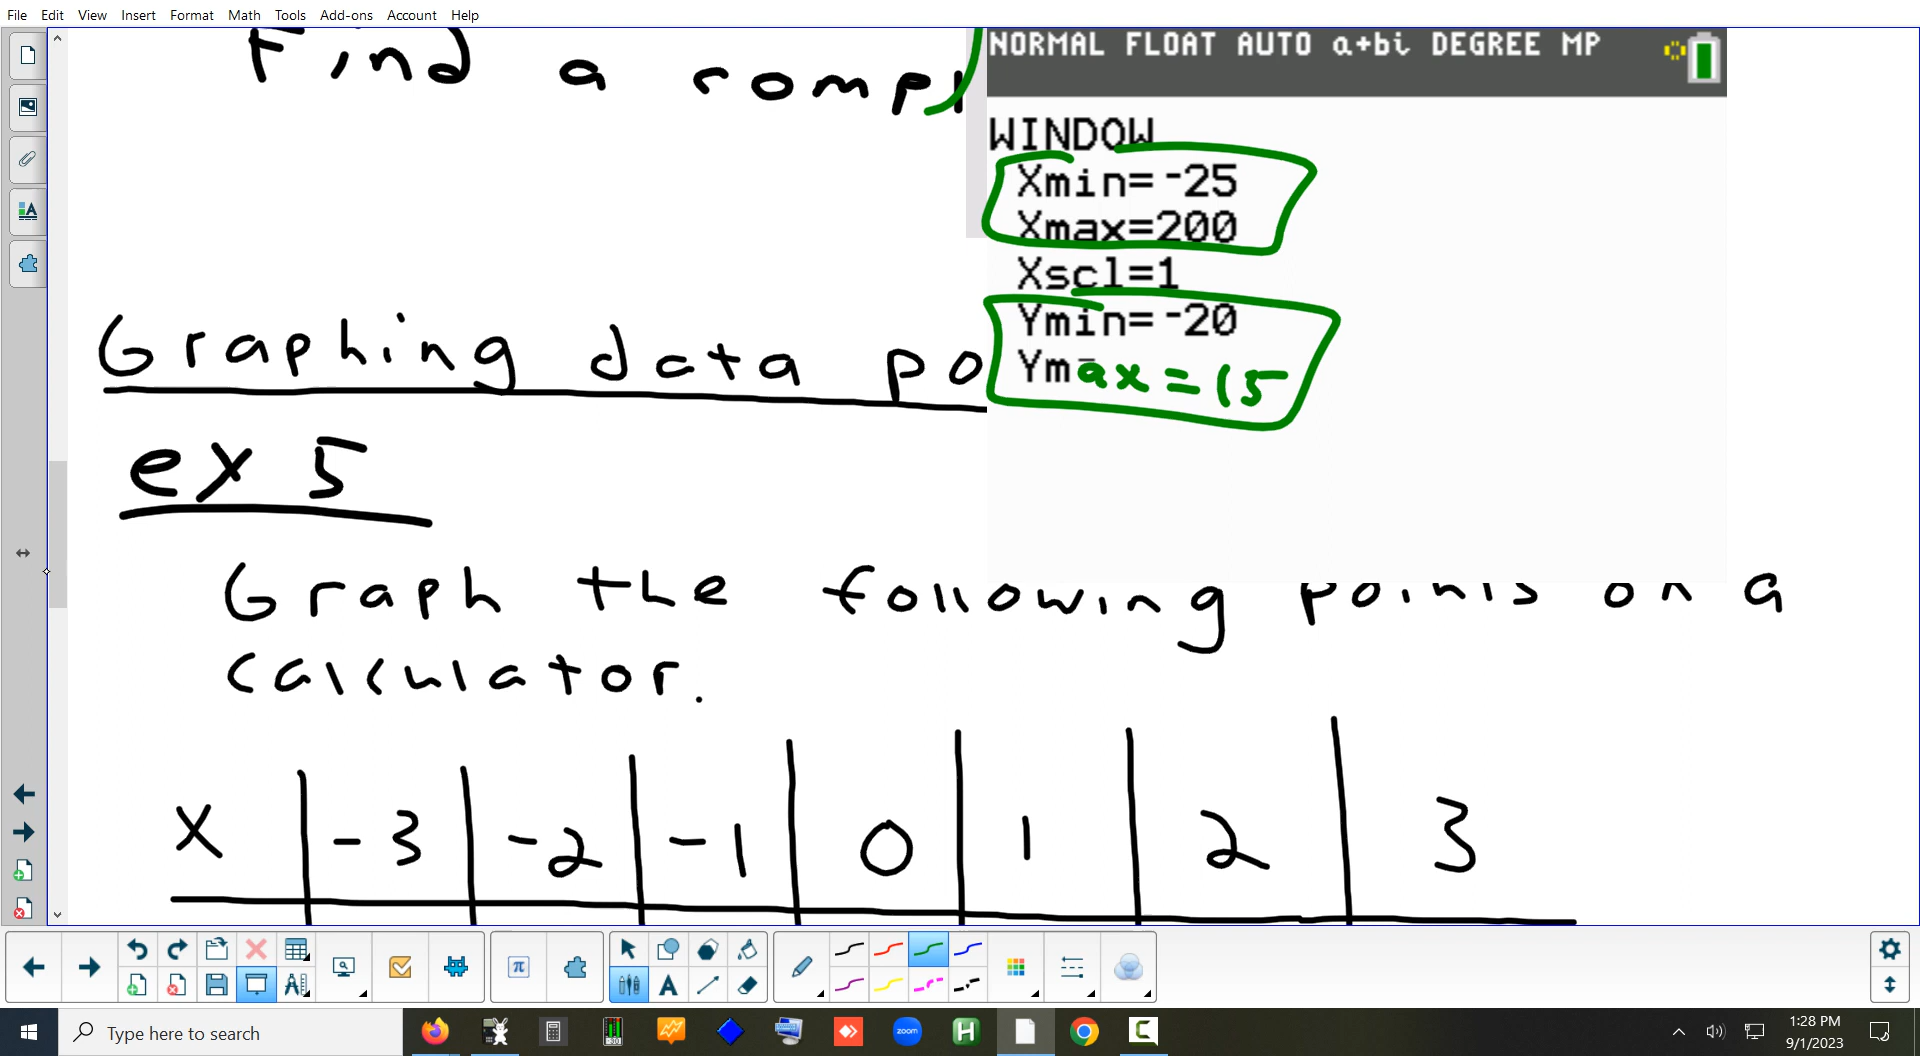 File Edit View Insert Format Math Tools Add-ons Account Help
Find a compl
NORMAL FLOAT AUTO a+bi DEGREE MP
WINDOW
Xmin=-25
Xmax=200
Xscl=1
Ymin=-20
Ymax=15
Graphing data po
ex 5
Graph the following points on a
calculator.
X -3 -2 -1 0 1 2 3
π
A
Type here to search
zoom
H
C
1:28 PM
9/1/2023